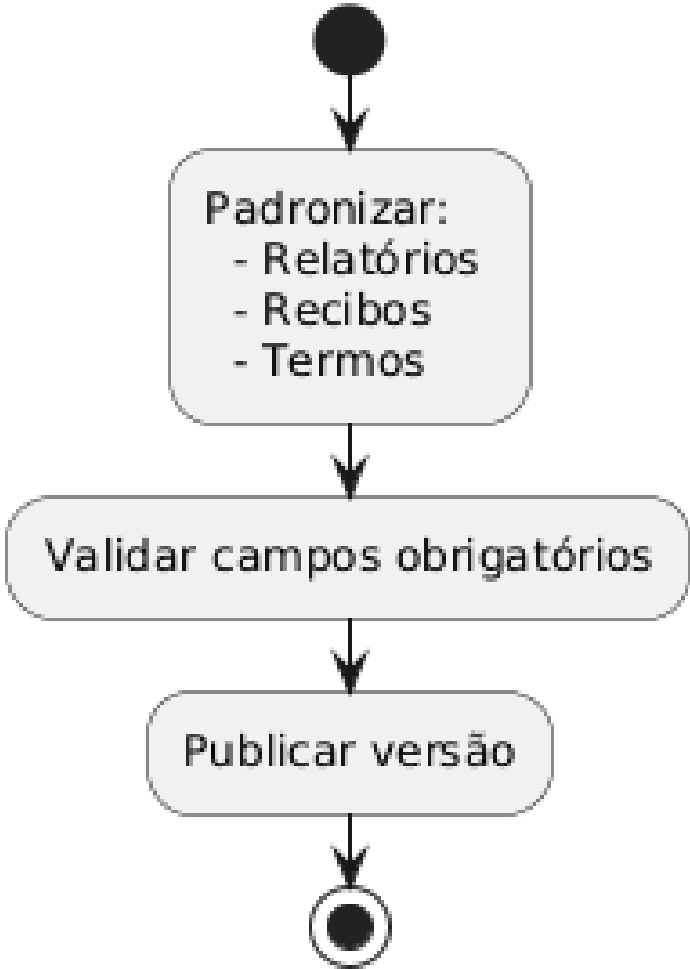 Padronizar:
- Relatórios
- Recibos
- Termos
Validar campos obrigatórios
Publicar versão